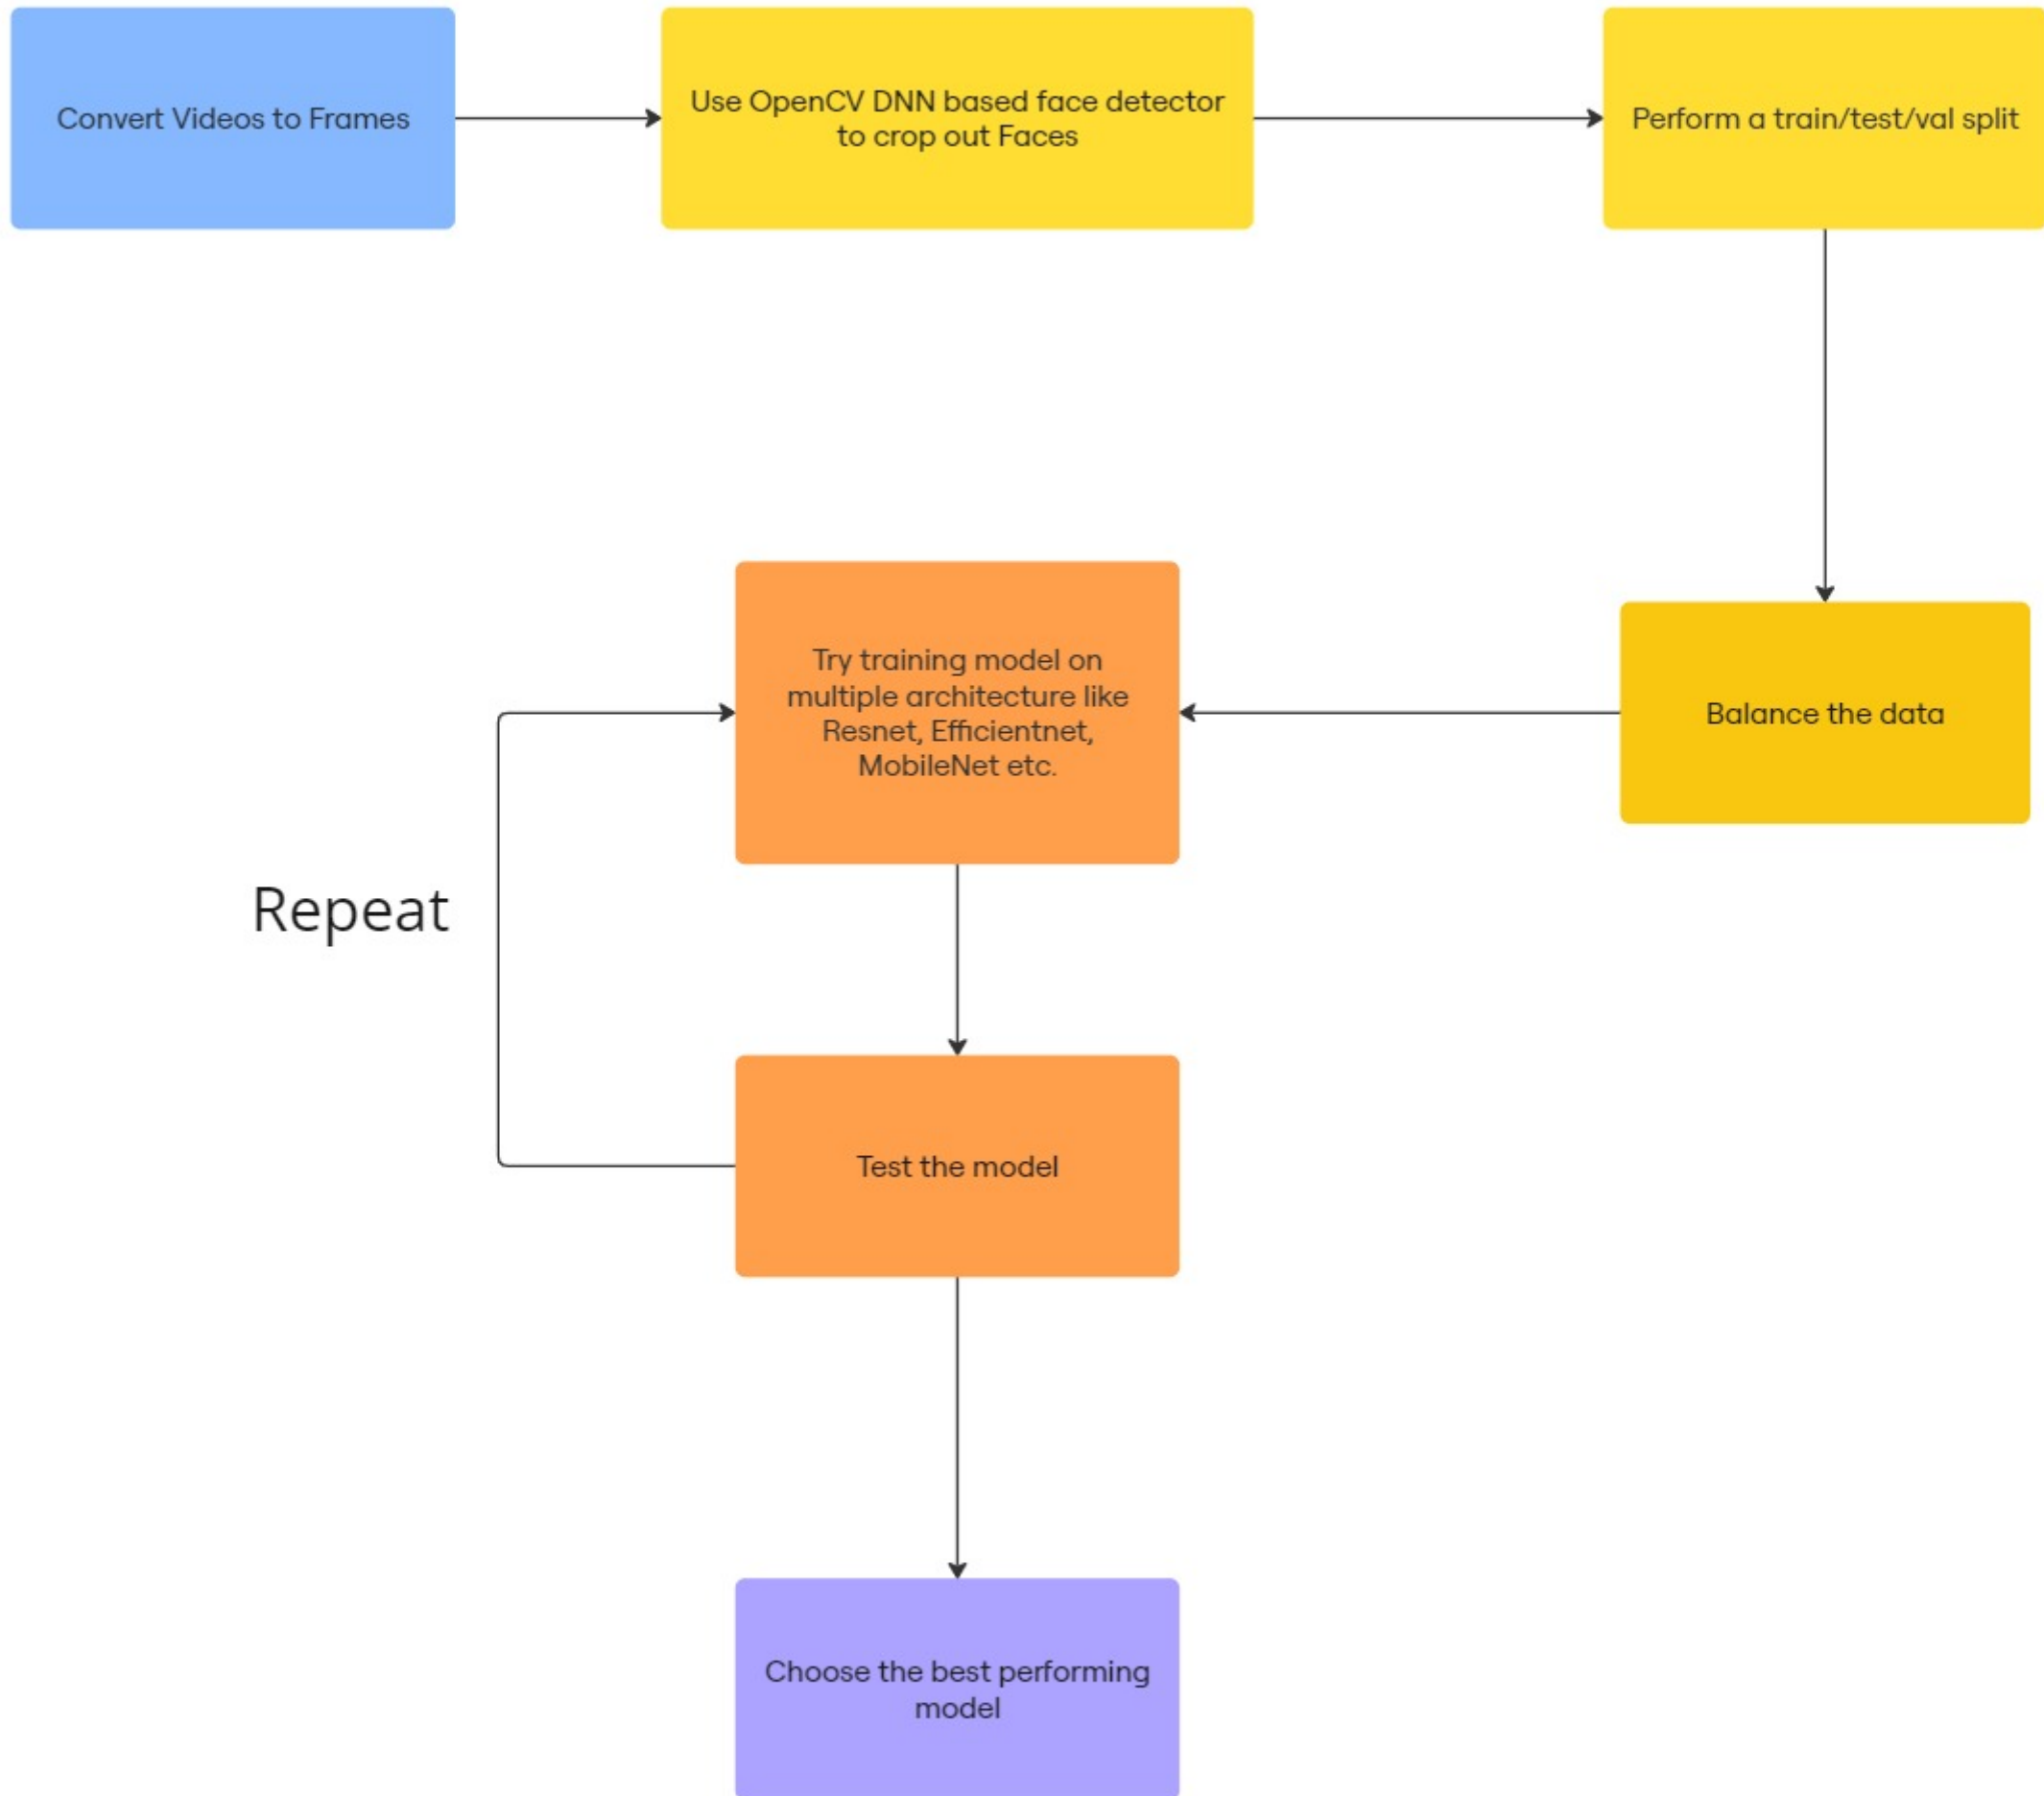 Convert Videos to Frames
Use OpenCV DNN based face detector
to crop out Faces
Perform a train/test/val split
Balance the data
Try training model on
multiple architecture like
Resnet, Efficientnet,
MobileNet etc.
Repeat
Test the model
Choose the best performing
model